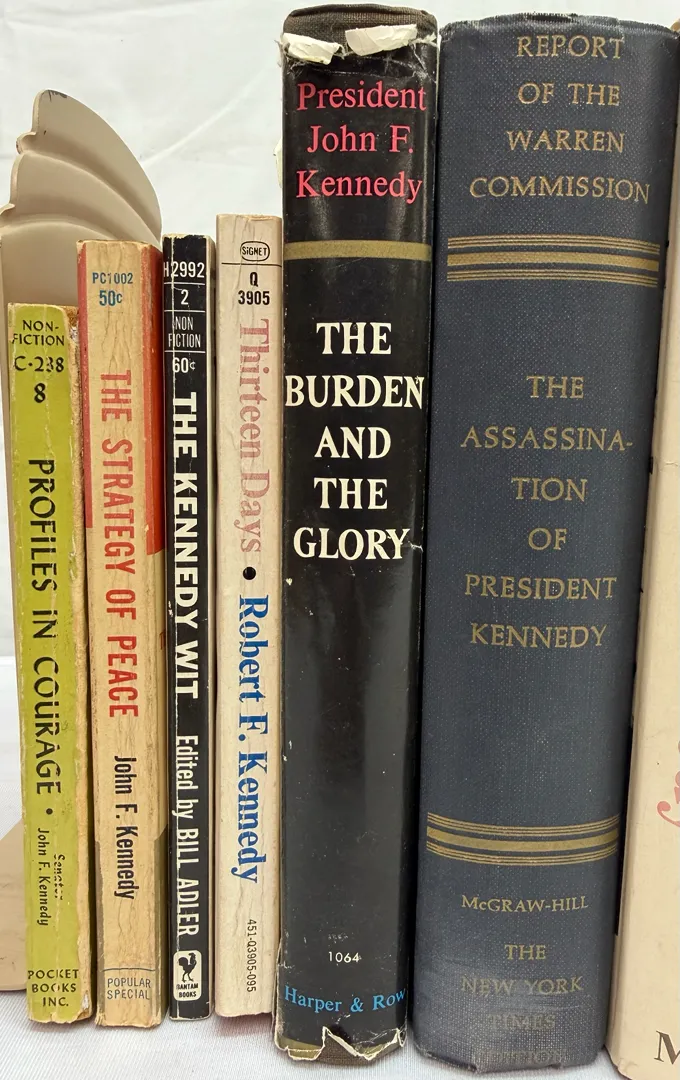 NON-
FICTION
C·238
8
PROFILES IN COURAGE • Senator John F. Kennedy
POCKET
BOOKS
INC.
PC1002
50¢
THE STRATEGY OF PEACE John F. Kennedy
POPULAR
SPECIAL
H2992
2
NON
FICTION
60¢
THE KENNEDY WIT Edited by BILL ADLER
BANTAM
BOOKS
SIGNET
Q
3905
Thirteen Days • Robert F. Kennedy
451-Q3905-095
President
John F.
Kennedy
THE
BURDEN
AND
THE
GLORY
1064
Harper & Row
REPORT
OF THE
WARREN
COMMISSION
THE
ASSASSINA-
TION
OF
PRESIDENT
KENNEDY
McGRAW-HILL
THE
NEW YORK
TIMES
EDITION
M